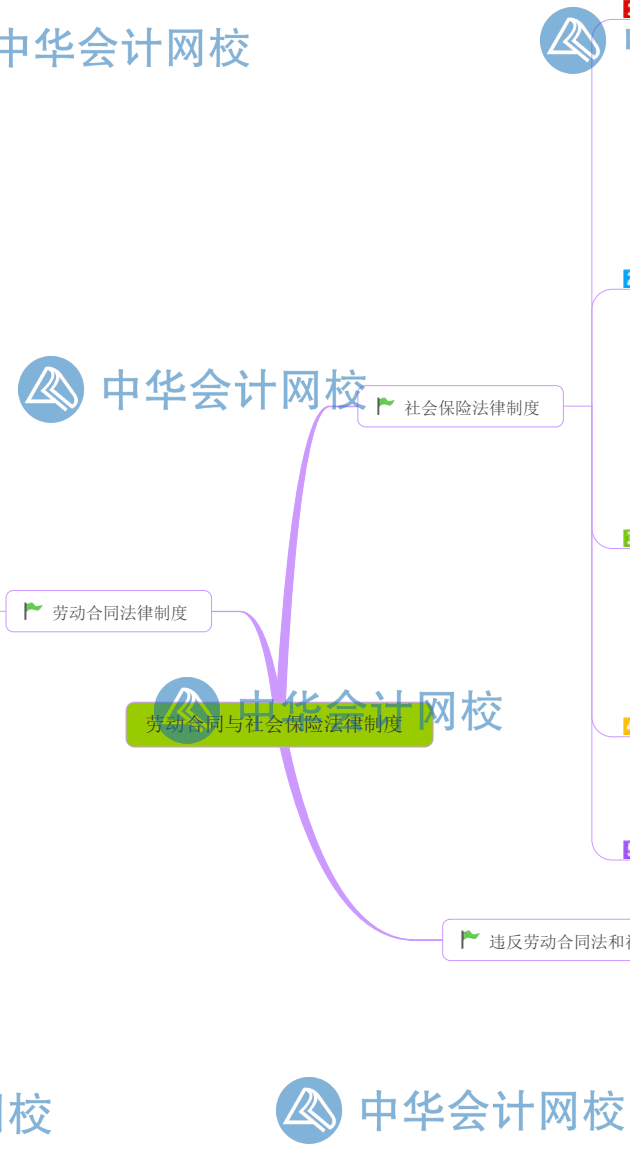 中华会计网校
中华会计网校
社会保险法律制度
劳动合同法律制度
中华会计网校
劳动合同与社会保险法律制度
违反劳动合同法和
网校
中华会计网校